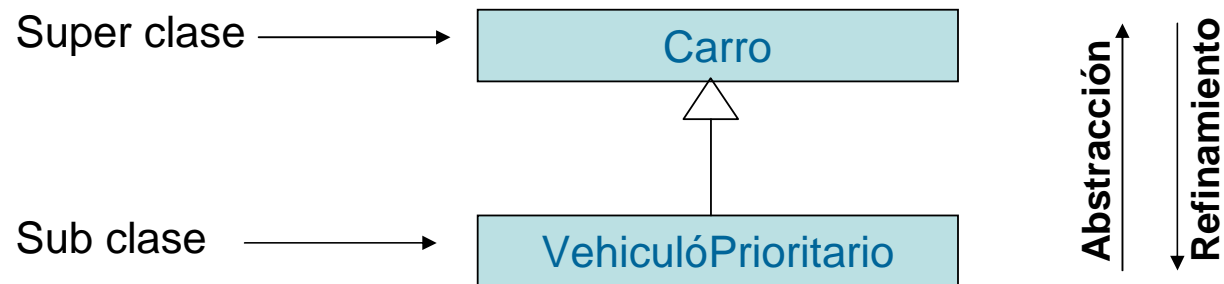 Super clase
Carro
Sub clase
VehiculóPrioritario
Abstracción
Refinamiento